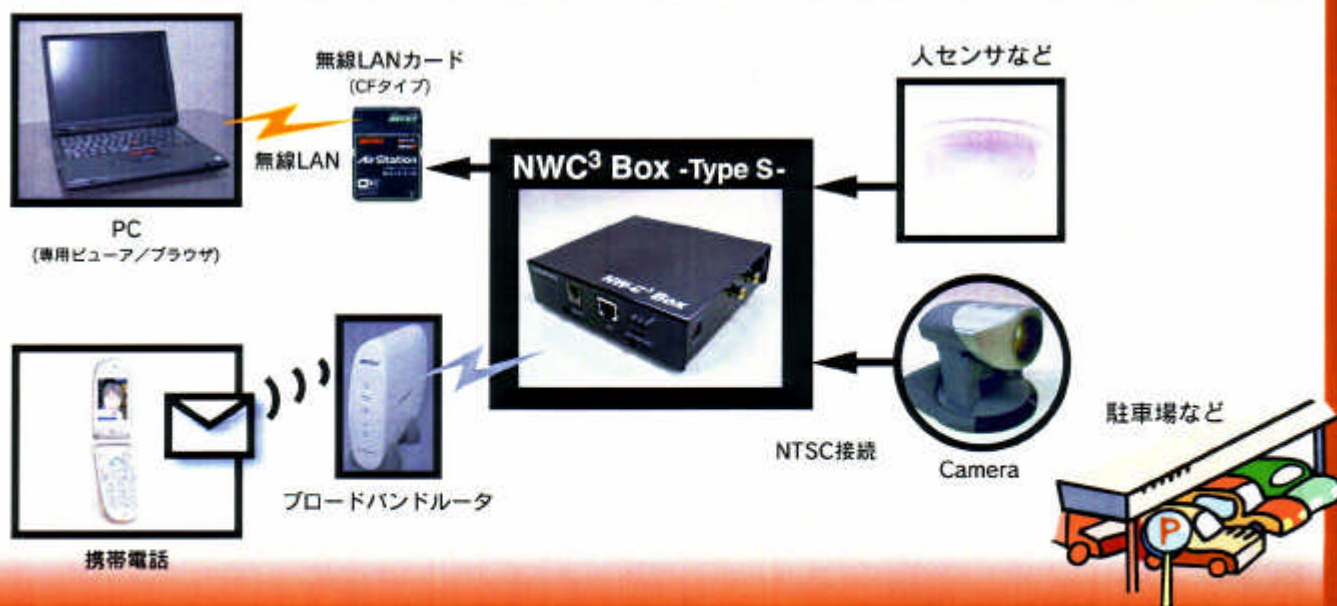 無線LANカード
(CFタイプ)
人センサなど
無線LAN
AirStation
NWC³ Box -Type S-
NW-C³ Box
PC
(専用ビューア／ブラウザ)
NTSC接続
Camera
駐車場など
P
ブロードバンドルータ
携帯電話